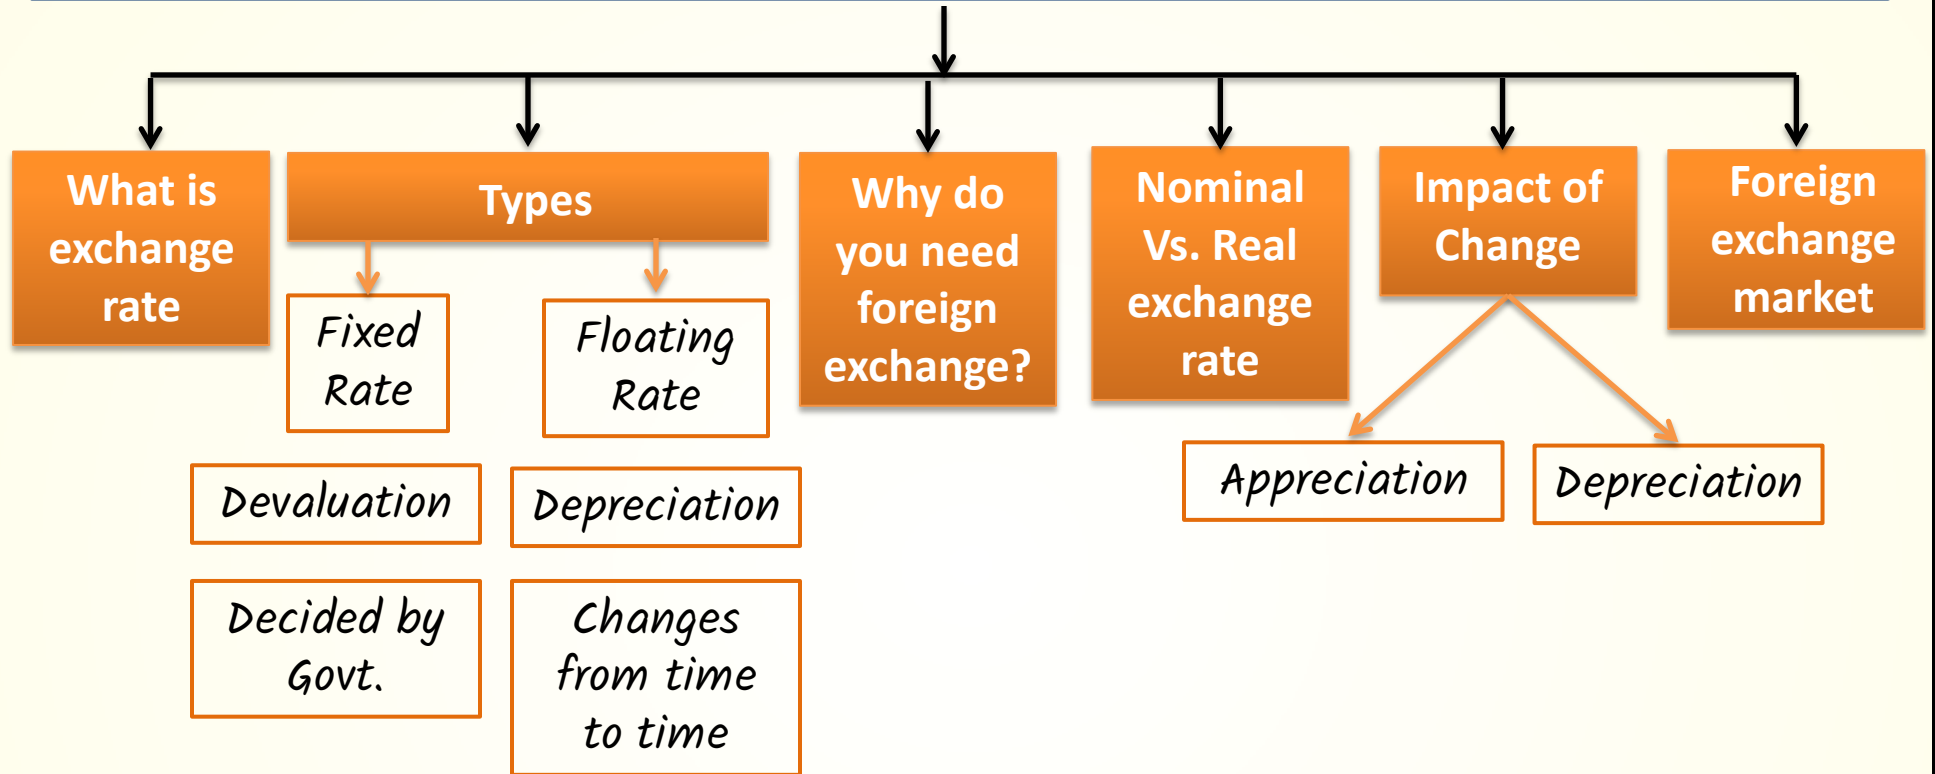 What is
exchange
rate
Types
Fixed
Rate
Floating
Rate
Devaluation
Depreciation
Decided by
Govt.
Changes
from time
to time
Why do
you need
foreign
exchange?
Nominal
Vs. Real
exchange
rate
Impact of
Change
Appreciation
Depreciation
Foreign
exchange
market